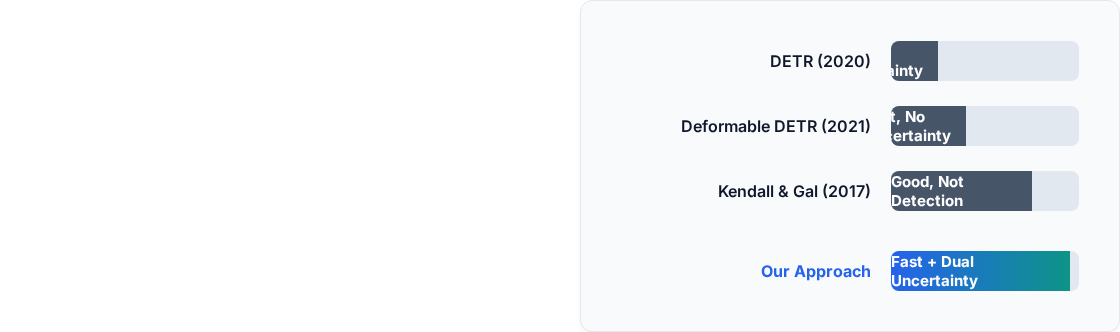 DETR (2020)
ainty
Deformable DETR (2021)
t, No
certainty
Kendall & Gal (2017)
Good, Not
Detection
Our Approach
Fast + Dual
Uncertainty